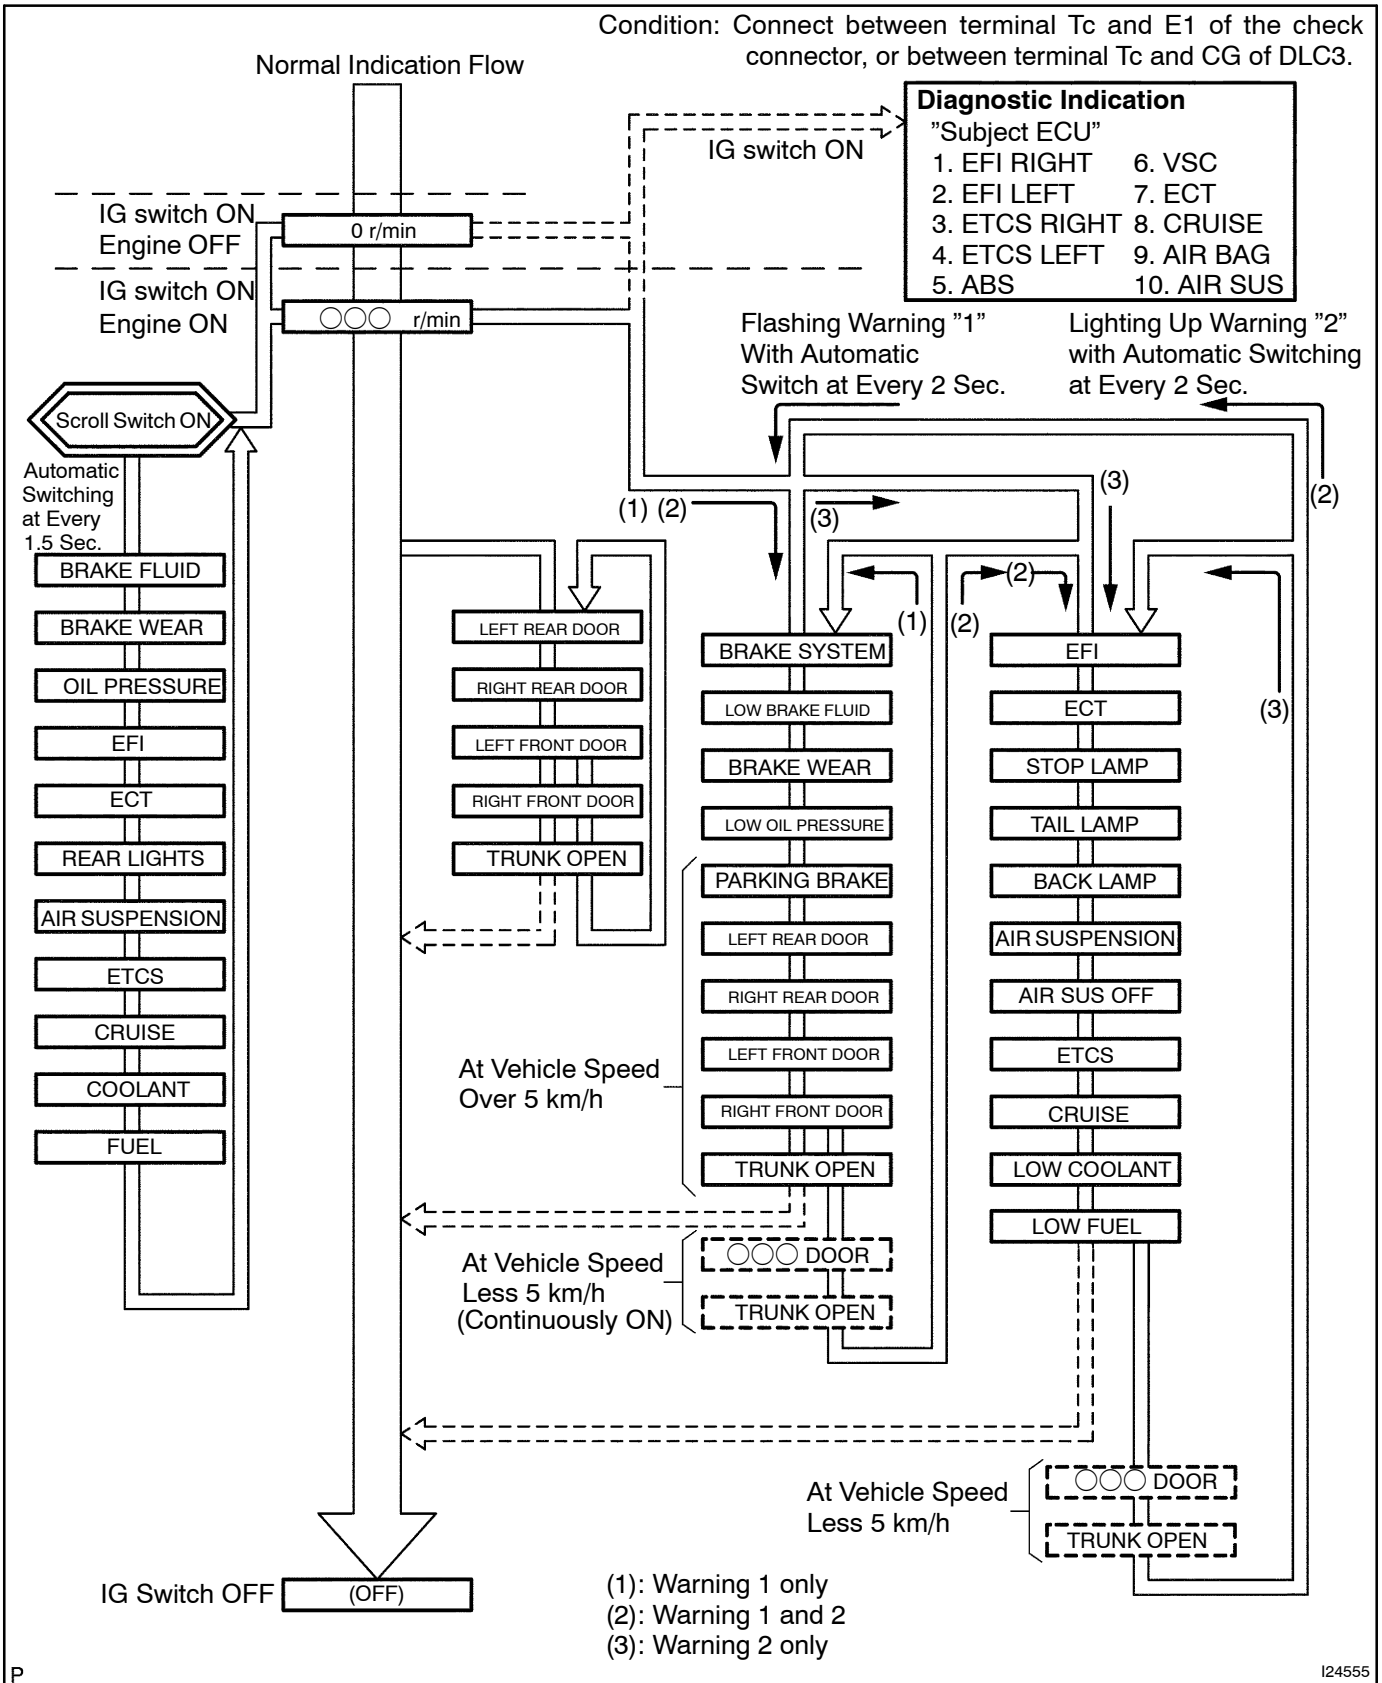 Condition: Connect between terminal Tc and E1 of the check
connector, or between terminal Tc and CG of DLC3.
Normal Indication Flow
Diagnostic Indication
"Subject ECU"
1. EFI RIGHT
2. EFI LEFT
3. ETCS RIGHT
4. ETCS LEFT
5. ABS
6. VSC
7. ECT
8. CRUISE
9. AIR BAG
10. AIR SUS
IG switch ON
IG switch ON
Engine OFF
0 r/min
IG switch ON
Engine ON
○○○ r/min
Flashing Warning "1"
With Automatic
Switch at Every 2 Sec.
Lighting Up Warning "2"
with Automatic Switching
at Every 2 Sec.
Scroll Switch ON
Automatic
Switching
at Every
1.5 Sec.
BRAKE FLUID
BRAKE WEAR
OIL PRESSURE
EFI
ECT
REAR LIGHTS
AIR SUSPENSION
ETCS
CRUISE
COOLANT
FUEL
LEFT REAR DOOR
RIGHT REAR DOOR
LEFT FRONT DOOR
RIGHT FRONT DOOR
TRUNK OPEN
(1) (2)
(3)
(3)
(2)
(1)
(2)
(2)
(3)
BRAKE SYSTEM
LOW BRAKE FLUID
BRAKE WEAR
LOW OIL PRESSURE
PARKING BRAKE
LEFT REAR DOOR
RIGHT REAR DOOR
LEFT FRONT DOOR
RIGHT FRONT DOOR
TRUNK OPEN
At Vehicle Speed
Over 5 km/h
○○○ DOOR
TRUNK OPEN
At Vehicle Speed
Less 5 km/h
(Continuously ON)
EFI
ECT
STOP LAMP
TAIL LAMP
BACK LAMP
AIR SUSPENSION
AIR SUS OFF
ETCS
CRUISE
LOW COOLANT
LOW FUEL
At Vehicle Speed
Less 5 km/h
○○○ DOOR
TRUNK OPEN
IG Switch OFF
(OFF)
(1): Warning 1 only
(2): Warning 1 and 2
(3): Warning 2 only
P
I24555